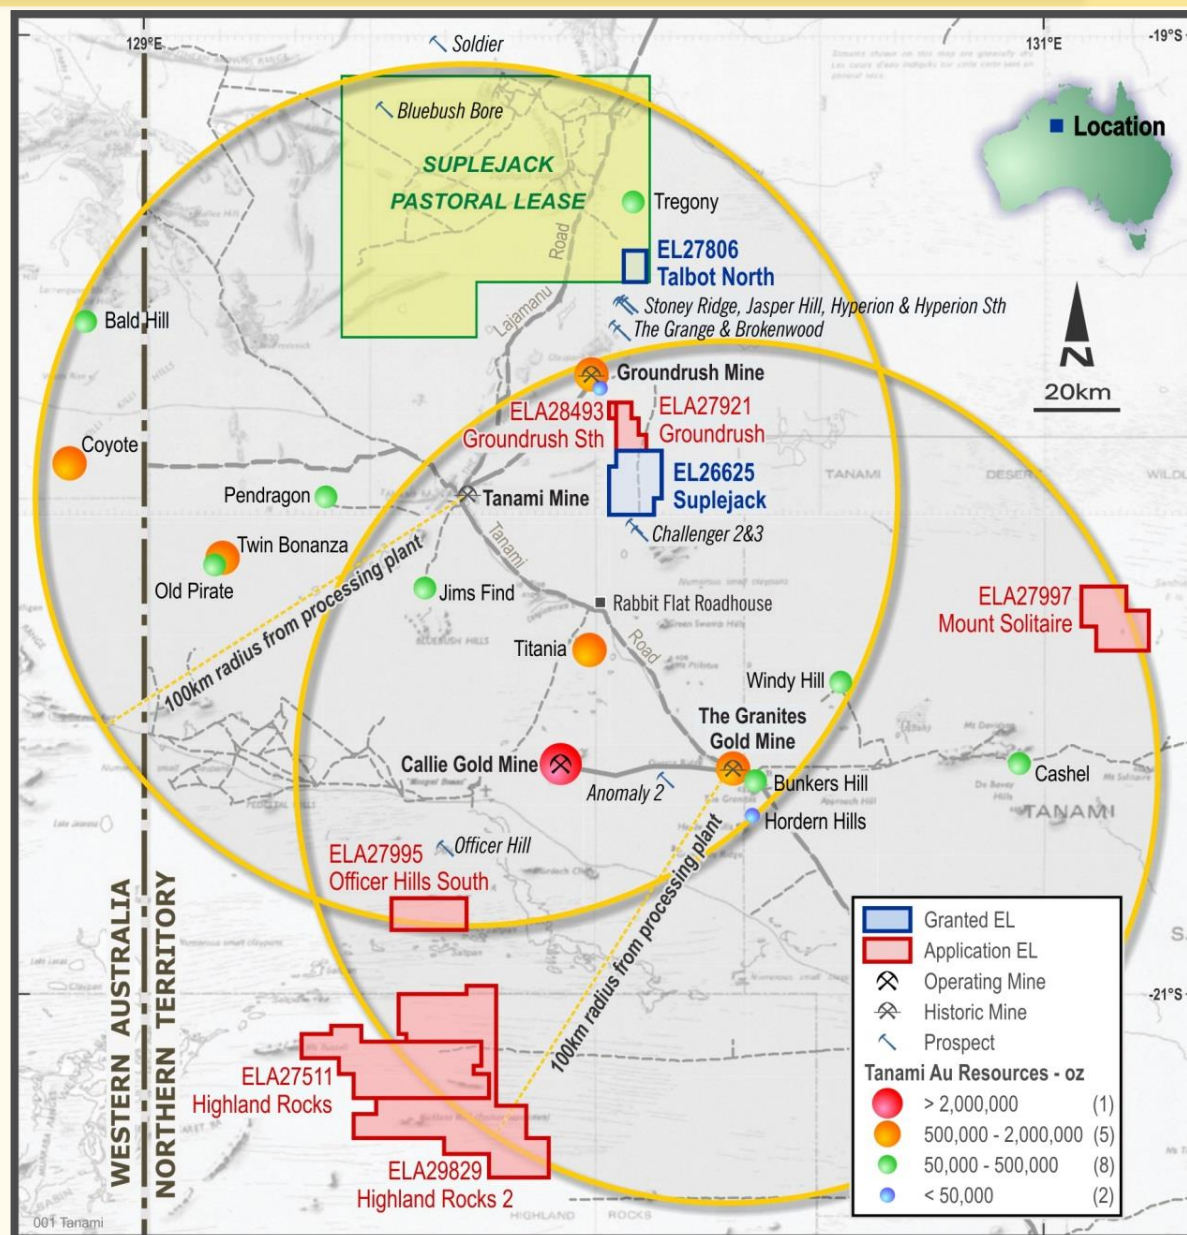 129°E
131°E
-19°S
Soldier
Bluebush Bore
SUPLEJACK
PASTORAL LEASE
Location
Tregony
Road
EL27806
Talbot North
Stoney Ridge, Jasper Hill, Hyperion & Hyperion Sth
The Grange & Brokenwood
Lajamanu
Bald Hill
N
20km
Groundrush Mine
ELA28493
Groundrush Sth
ELA27921
Groundrush
Coyote
TANAMI
DESERT
EL26625
Suplejack
Pendragon
Tanami Mine
Challenger 2&3
Tanami
Twin Bonanza
Old Pirate
Jims Find
Rabbit Flat Roadhouse
BLUEBUSH HILLS
100km radius from processing plant
ELA27997
Mount Solitaire
Titania
Road
Windy Hill
The Granites
Gold Mine
Callie Gold Mine
Cashel
Bunkers Hill
Anomaly 2
Hordern Hills
TANAMI
Officer Hill
ELA27995
Officer Hills South
100km radius from processing plant
WESTERN AUSTRALIA
NORTHERN TERRITORY
-21°S
ELA27511
Highland Rocks
ELA29829
Highland Rocks 2
HIGHLAND ROCKS
001 Tanami
Granted EL
Application EL
Operating Mine
Historic Mine
Prospect
Tanami Au Resources - oz
> 2,000,000 (1)
500,000 - 2,000,000 (5)
50,000 - 500,000 (8)
< 50,000 (2)